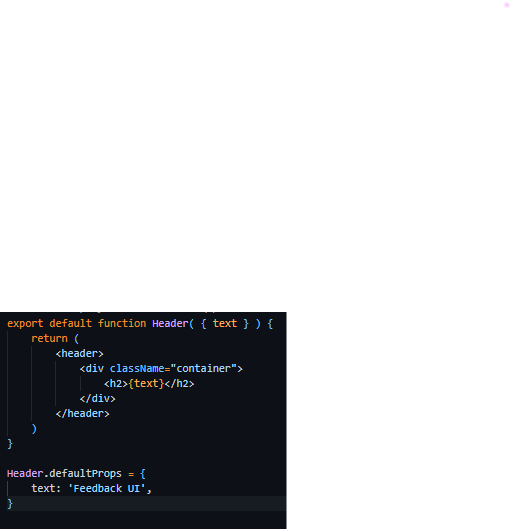 export default function Header( { text } ) {
    return (
        <header>
            <div className="container">
                <h2>{text}</h2>
            </div>
        </header>
    )
}

Header.defaultProps = {
    text: 'Feedback UI',
}